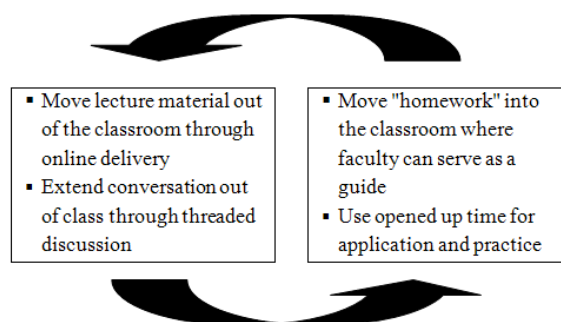 ▪ Move lecture material out
of the classroom through
online delivery
▪ Extend conversation out
of class through threaded
discussion
▪ Move "homework" into
the classroom where
faculty can serve as a
guide
▪ Use opened up time for
application and practice